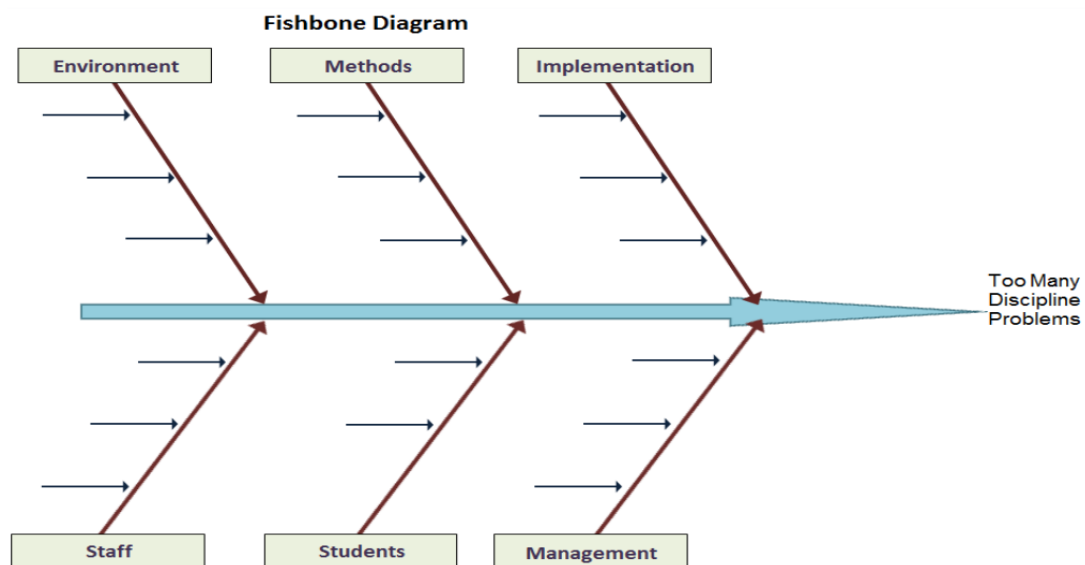 Fishbone Diagram
Environment
Methods
Implementation
Too Many
Discipline
Problems
Staff
Students
Management